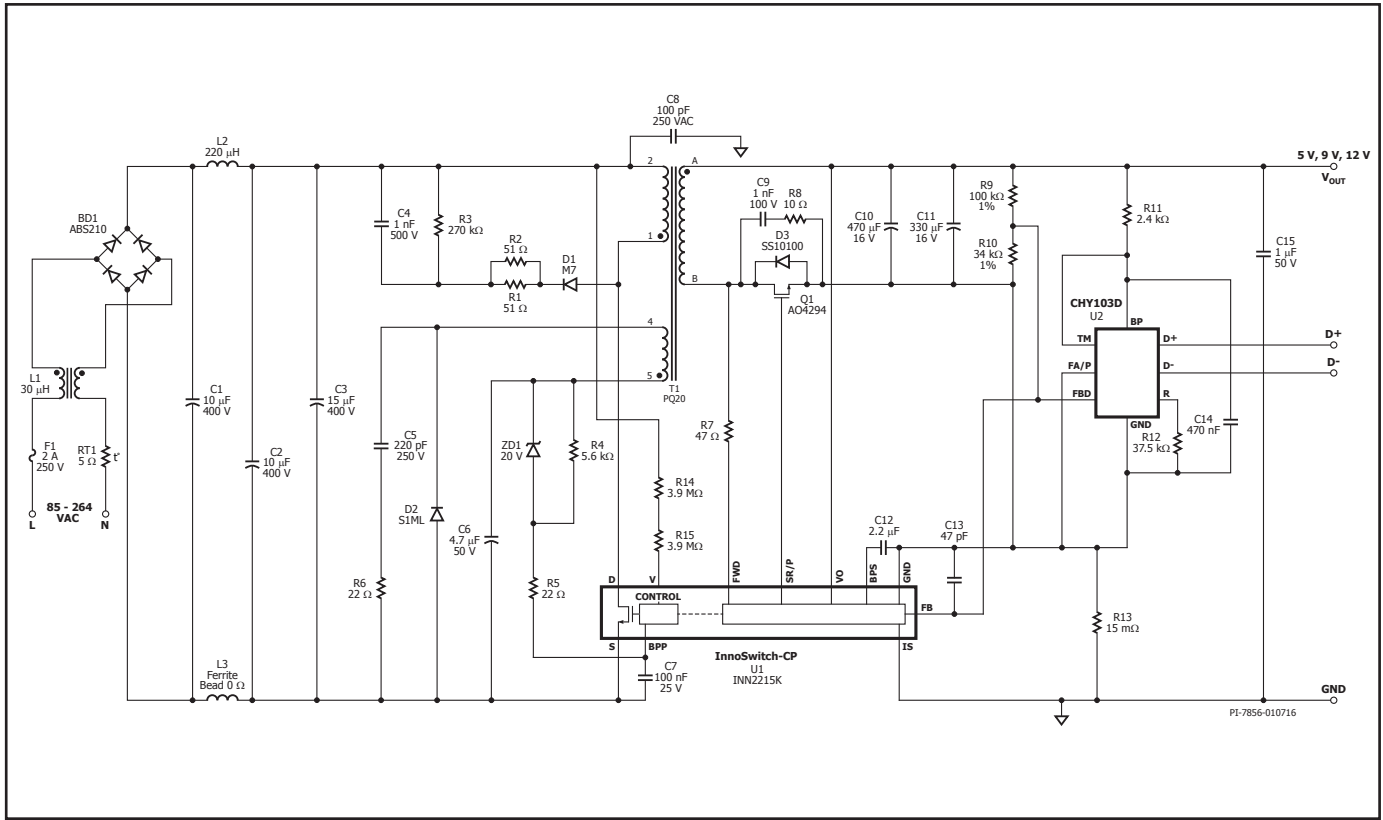 C8
100 pF
250 VAC
L2
220 µH
2
A
5 V, 9 V, 12 V
V_OUT
BD1
ABS210
C4
1 nF
500 V
R3
270 kΩ
R2
51 Ω
R1
51 Ω
D1
M7
1
C9
1 nF
100 V
R8
10 Ω
D3
SS10100
B
Q1
AO4294
C10
470 µF
16 V
C11
330 µF
16 V
R9
100 kΩ
1%
R10
34 kΩ
1%
R11
2.4 kΩ
C15
1 µF
50 V
CHY103D
U2
BP
TM
D+
FA/P
D-
FBD
R
GND
D+
D-
R12
37.5 kΩ
C14
470 nF
4
5
T1
PQ20
L1
30 µH
F1
2 A
250 V
RT1
5 Ω
t°
85 - 264
VAC
L
N
C1
10 µF
400 V
C2
10 µF
400 V
C3
15 µF
400 V
C5
220 pF
250 V
D2
S1ML
C6
4.7 µF
50 V
R6
22 Ω
ZD1
20 V
R4
5.6 kΩ
R5
22 Ω
R14
3.9 MΩ
R15
3.9 MΩ
R7
47 Ω
C12
2.2 µF
C13
47 pF
D
V
FWD
SR/P
VO
BPS
GND
CONTROL
FB
S
BPP
IS
InnoSwitch-CP
U1
INN2215K
C7
100 nF
25 V
R13
15 mΩ
L3
Ferrite
Bead 0 Ω
GND
PI-7856-010716